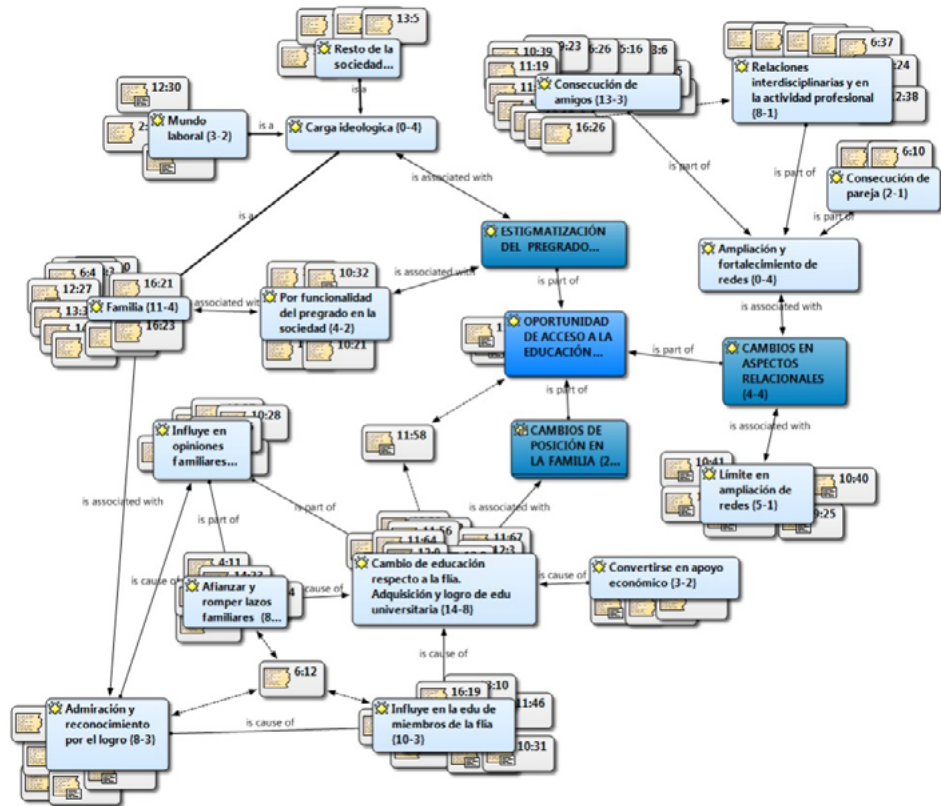 13:5
Resto de la
sociedad...
is a
12:30
Mundo
laboral (3-2)
is a
Carga ideologica (0-4)
is associated with
is a
10:39
9:23
6:26
5:16
11:19
Consecución de
amigos (13-3)
16:26
6:37
Relaciones
interdisciplinarias y en
la actividad profesional
(8-1)
12:38
is part of
is part of
6:10
Consecución de
pareja (2-1)
is part of
Ampliación y
fortalecimiento de
redes (0-4)
is associated with
ESTIGMATIZACIÓN
DEL PREGRADO...
is associated with
is part of
6:4
12:27
16:21
Familia (11-4)
16:23
associated
10:32
Por funcionalidad
del pregrado en la
sociedad (4-2)
10:21
OPORTUNIDAD
DE ACCESO A LA
EDUCACIÓN ...
is part of
CAMBIOS EN
ASPECTOS
RELACIONALES
(4-4)
is part of
is associated with
11:58
CAMBIOS DE
POSICIÓN EN
LA FAMILIA (2...
10:28
Influye en
opiniones
familiares...
is associated with
is part of
is part of
is associated with
10:41
10:40
Límite en
ampliación de
redes (5-1)
9:25
11:56
11:64
11:67
12:3
Cambio de educación
respecto a la flia.
Adquisición y logro de edu
universitaria (14-8)
is cause of
Convertirse en apoyo
económico (3-2)
4:11
is cause of
Afianzar y
romper lazos
familiares (8...
cause of
6:12
is cause of
16:19
11:46
Admiración y
reconocimiento
por el logro (8-3)
is cause of
Influye en la edu de
miembros de la flia
(10-3)
10:31